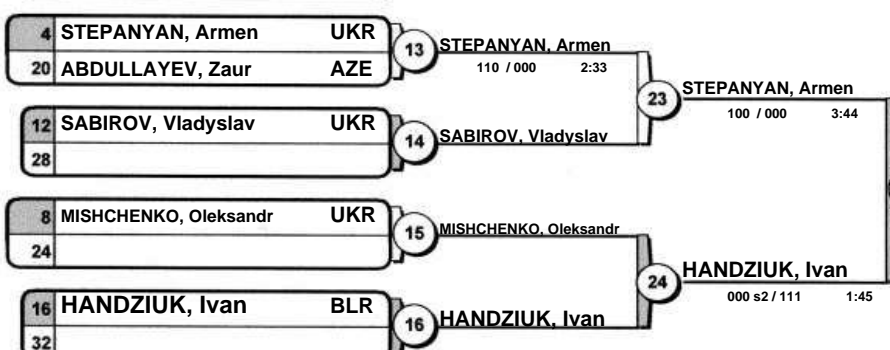 4 STEPANYAN, Armen UKR
20 ABDULLAYEV, Zaur AZE
13 STEPANYAN, Armen
110 / 000 2:33
12 SABIROV, Vladyslav UKR
28
14 SABIROV, Vladyslav
23 STEPANYAN, Armen
100 / 000 3:44
8 MISHCHENKO, Oleksandr UKR
24
15 MISHCHENKO, Oleksandr
16 HANDZIUK, Ivan BLR
32
16 HANDZIUK, Ivan
24 HANDZIUK, Ivan
000 s2 / 111 1:45